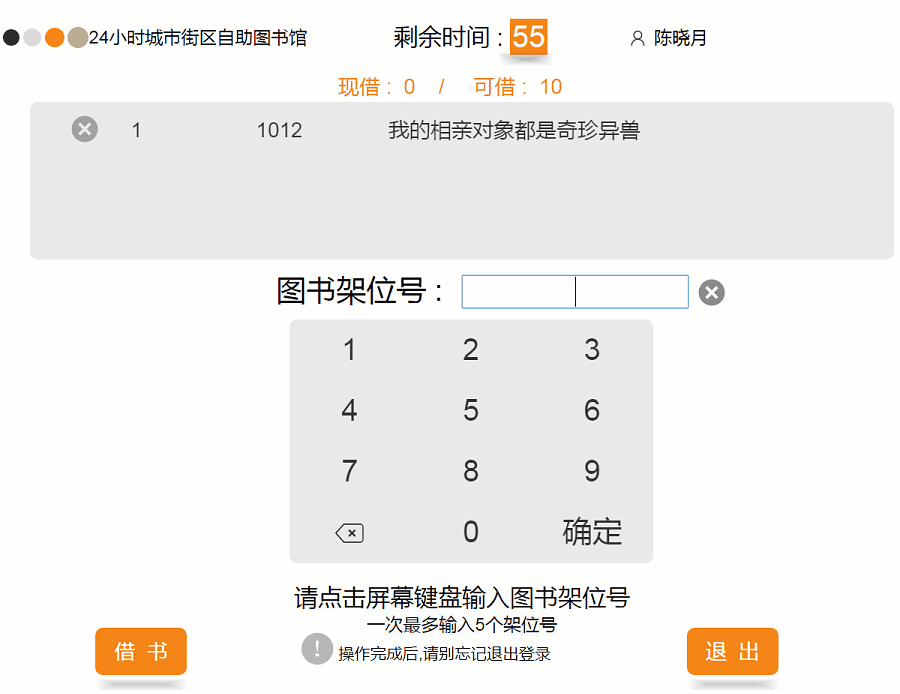 24小时城市街区自助图书馆 剩余时间 : 55 陈晓月
现借 : 0 / 可借 : 10
1 1012 我的相亲对象都是奇珍异兽
图书架位号 :
1 2 3
4 5 6
7 8 9
0 确定
请点击屏幕键盘输入图书架位号
一次最多输入5个架位号
! 操作完成后,请别忘记退出登录
借 书 退 出